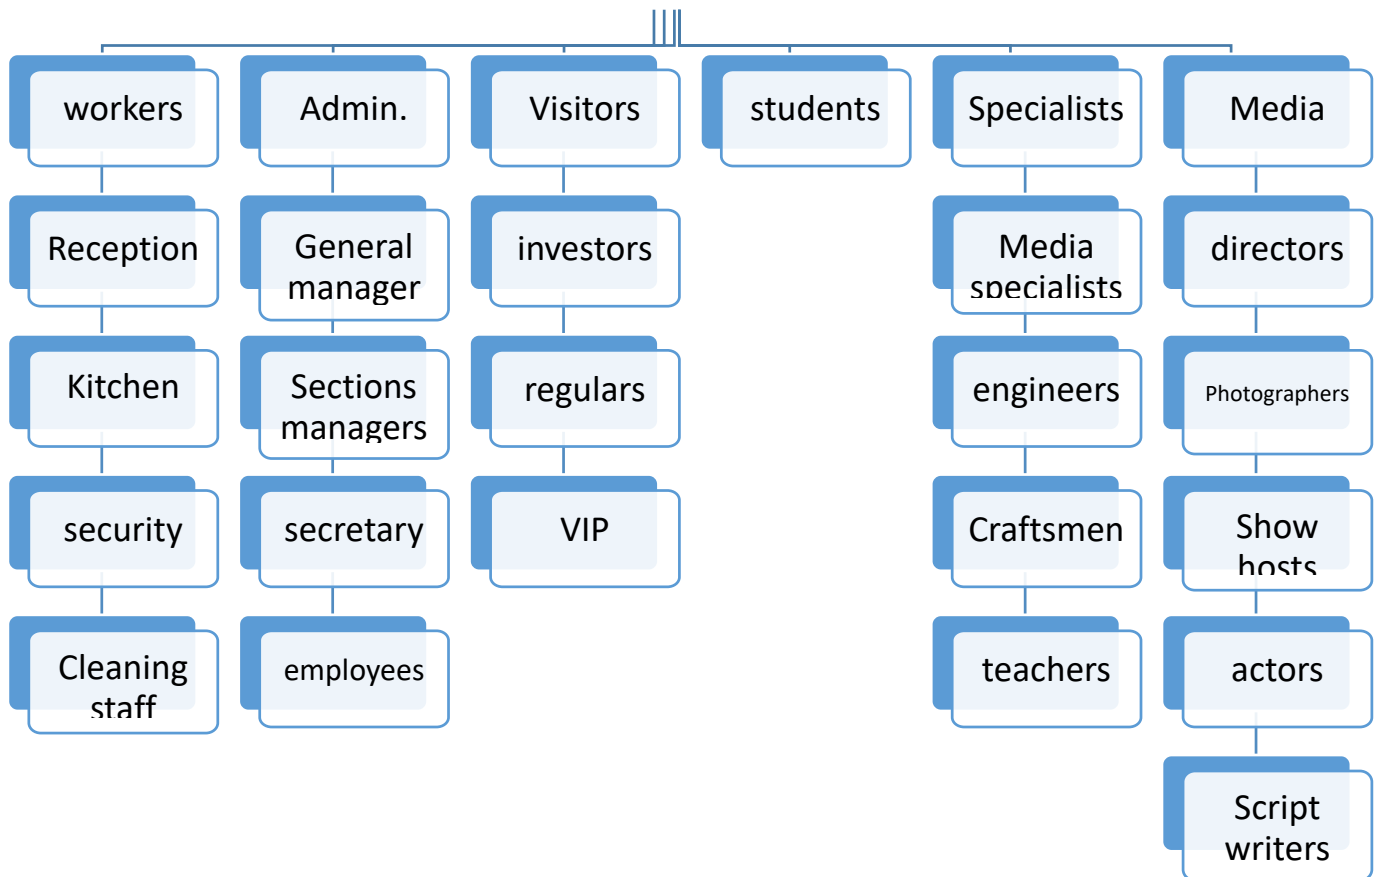 workers
Admin.
Visitors
students
Specialists
Media
Reception
General
manager
investors
Media
specialists
directors
Kitchen
Sections
managers
regulars
engineers
Photographers
security
secretary
VIP
Craftsmen
Show
hosts
Cleaning
staff
employees
teachers
actors
Script
writers